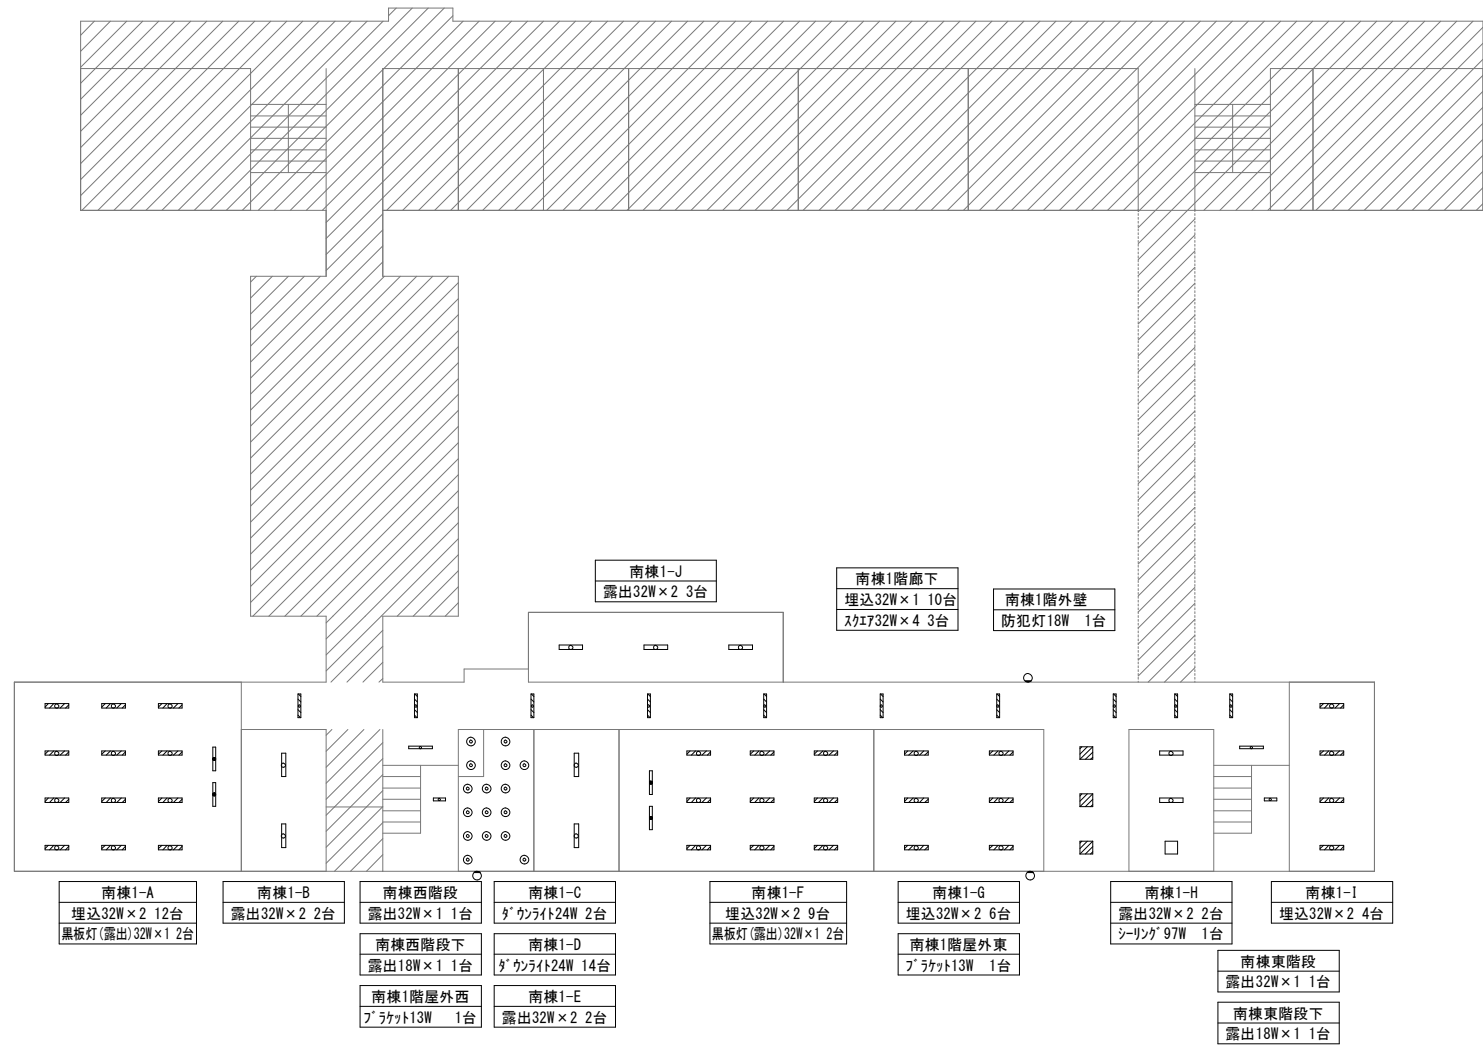 南棟1-J
露出32W×2 3台
南棟1階廊下
埋込32W×1 10台
スクエア32W×4 3台
南棟1階外壁
防犯灯18W 1台
南棟1-A
埋込32W×2 12台
黒板灯(露出)32W×1 2台
南棟1-B
露出32W×2 2台
南棟西階段
露出32W×1 1台
南棟西階段下
露出18W×1 1台
南棟1階屋外西
ブラケット13W 1台
南棟1-C
ダウンライト24W 2台
南棟1-D
ダウンライト24W 14台
南棟1-E
露出32W×2 2台
南棟1-F
埋込32W×2 9台
黒板灯(露出)32W×1 2台
南棟1-G
埋込32W×2 6台
南棟1階屋外東
ブラケット13W 1台
南棟1-H
露出32W×2 2台
シーリング97W 1台
南棟1-I
埋込32W×2 4台
南棟東階段
露出32W×1 1台
南棟東階段下
露出18W×1 1台